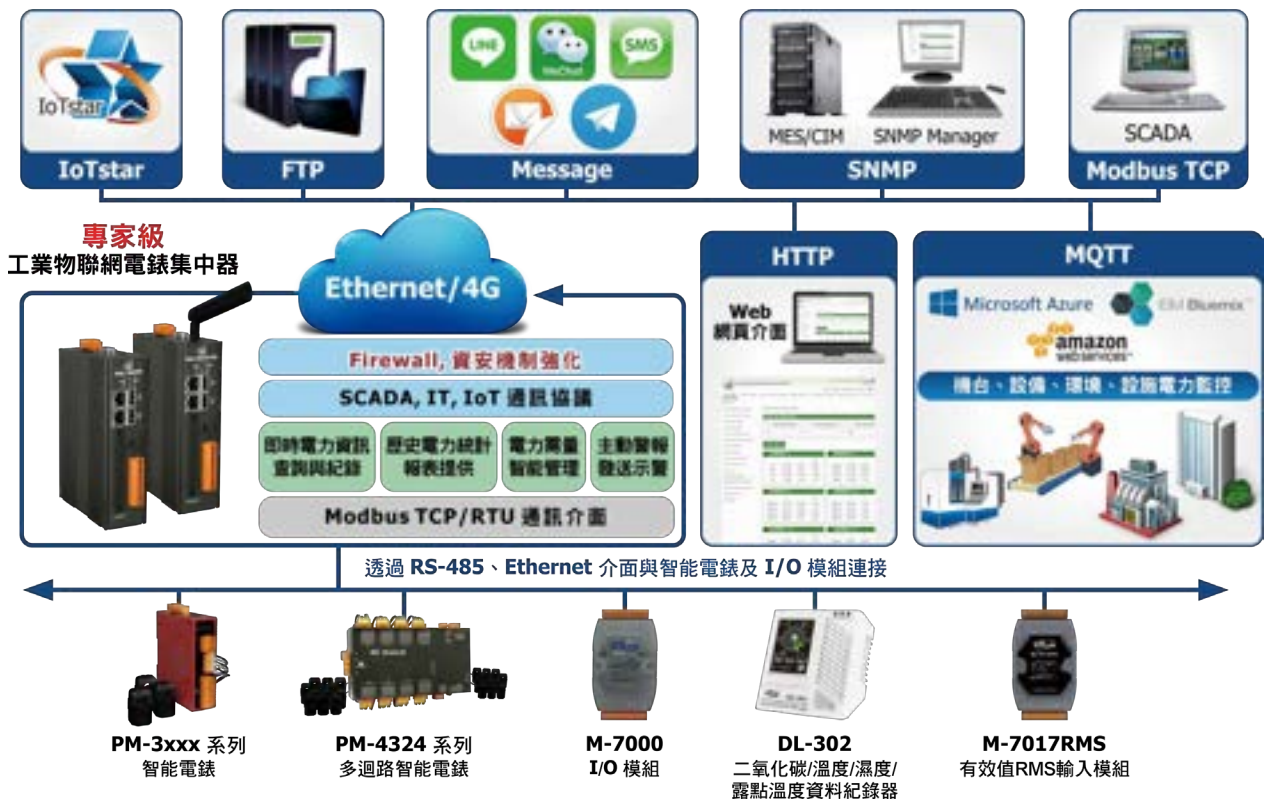 IoTstar
IoTstar
FTP
LINE
WeChat
SMS
Message
MES/CIM
SNMP Manager
SNMP
SCADA
Modbus TCP
專家級
工業物聯網電錶集中器
Ethernet/4G
Firewall, 資安機制強化
SCADA, IT, IoT 通訊協議
即時電力資訊
查詢與紀錄
歷史電力統計
報表提供
電力需量
智能管理
主動警報
發送示警
Modbus TCP/RTU 通訊介面
HTTP
Web
網頁介面
MQTT
Microsoft Azure
IBM Bluemix
amazon
web services™
機台、設備、環境、設施電力監控
透過 RS-485、Ethernet 介面與智能電錶及 I/O 模組連接
PM-3xxx 系列
智能電錶
PM-4324 系列
多迴路智能電錶
M-7000
I/O 模組
DL-302
二氧化碳/溫度/濕度/
露點溫度資料紀錄器
M-7017RMS
有效值RMS輸入模組